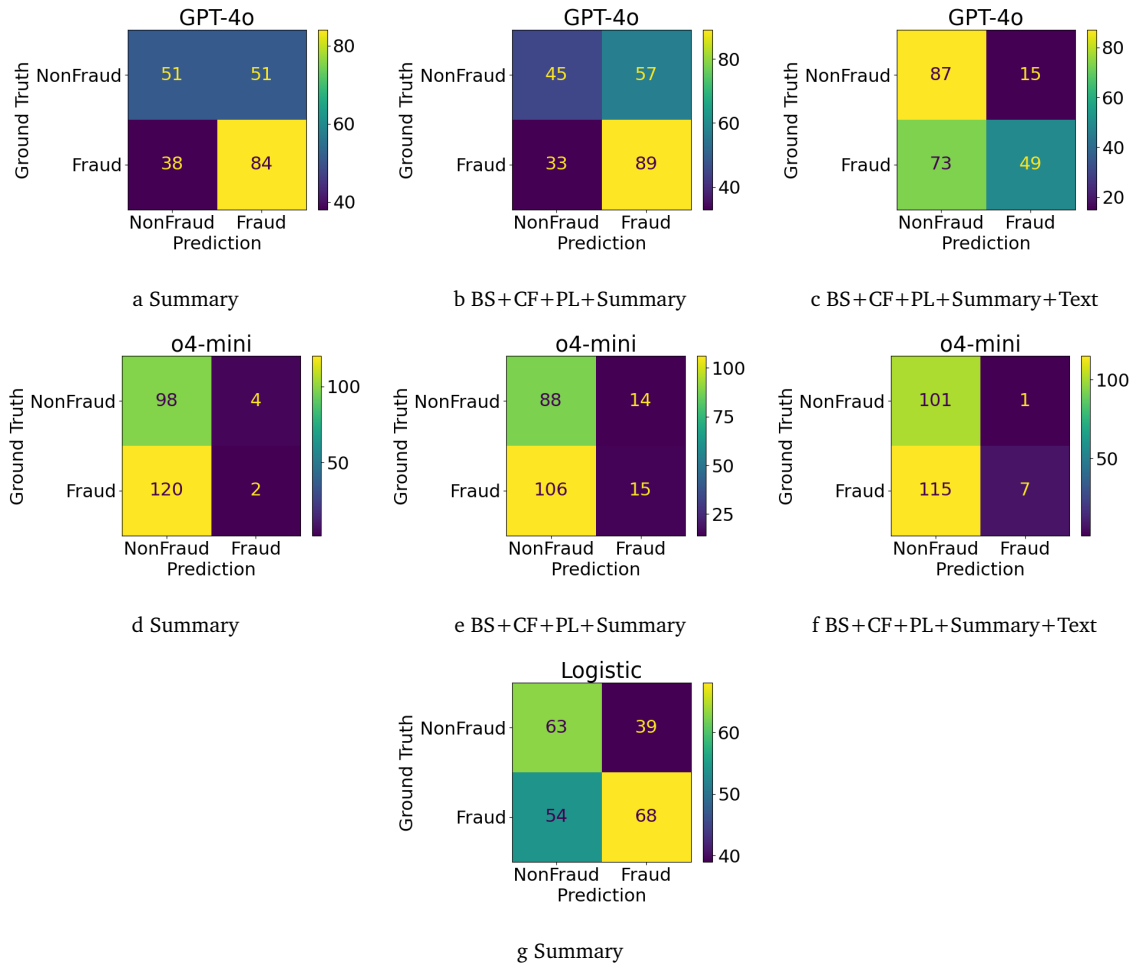 GPT-4o
GPT-4o
GPT-4o
Ground Truth
NonFraud
Fraud
51
51
38
84
NonFraud Fraud
Prediction
80
60
40
Ground Truth
NonFraud
Fraud
45
57
33
89
NonFraud Fraud
Prediction
80
60
40
Ground Truth
NonFraud
Fraud
87
15
73
49
NonFraud Fraud
Prediction
80
60
40
20
a Summary
b BS+CF+PL+Summary
c BS+CF+PL+Summary+Text
o4-mini
o4-mini
o4-mini
Ground Truth
NonFraud
Fraud
98
4
120
2
NonFraud Fraud
Prediction
100
50
Ground Truth
NonFraud
Fraud
88
14
106
15
NonFraud Fraud
Prediction
100
75
50
25
Ground Truth
NonFraud
Fraud
101
1
115
7
NonFraud Fraud
Prediction
100
50
d Summary
e BS+CF+PL+Summary
f BS+CF+PL+Summary+Text
Logistic
Ground Truth
NonFraud
Fraud
63
39
54
68
NonFraud Fraud
Prediction
60
50
40
g Summary